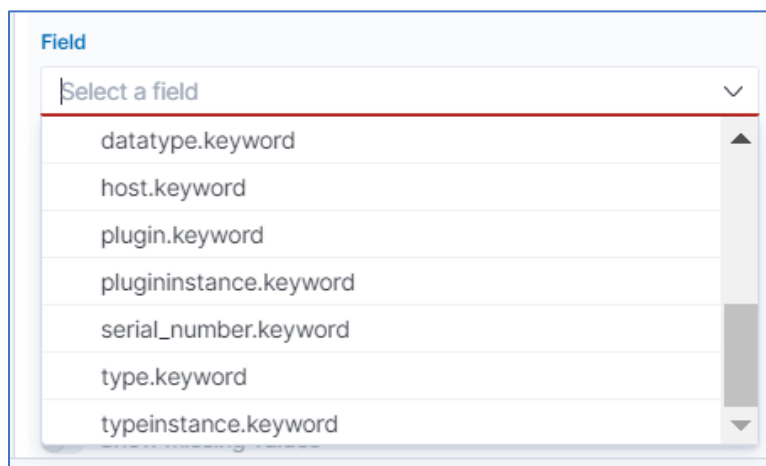 Field
Select a field
datatype.keyword
host.keyword
plugin.keyword
plugininstance.keyword
serial_number.keyword
type.keyword
typeinstance.keyword